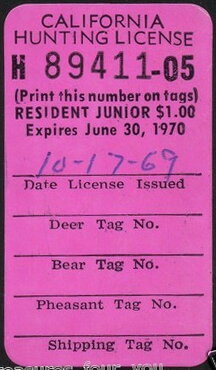 CALIFORNIA
HUNTING LICENSE
H 89411-05
(Print this number on tags)
RESIDENT JUNIOR $1.00
Expires June 30, 1970
10-17-69
Date License Issued
Deer Tag No.
Bear Tag No.
Pheasant Tag No.
Shipping Tag No.